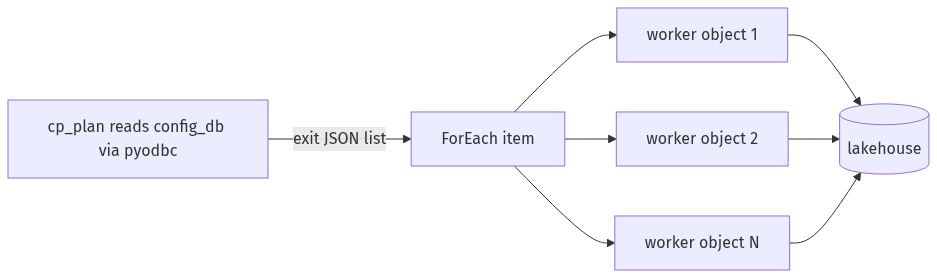 cp_plan reads config_db
via pyodbc
exit JSON list
ForEach item
worker object 1
worker object 2
worker object N
lakehouse